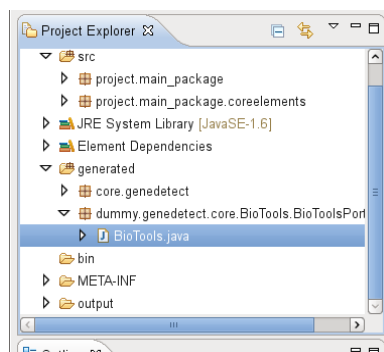 Project Explorer
src
project.main_package
project.main_package.coreelements
JRE System Library [JavaSE-1.6]
Element Dependencies
generated
core.genedetect
dummy.genedetect.core.BioTools.BioToolsPort
BioTools.java
bin
META-INF
output